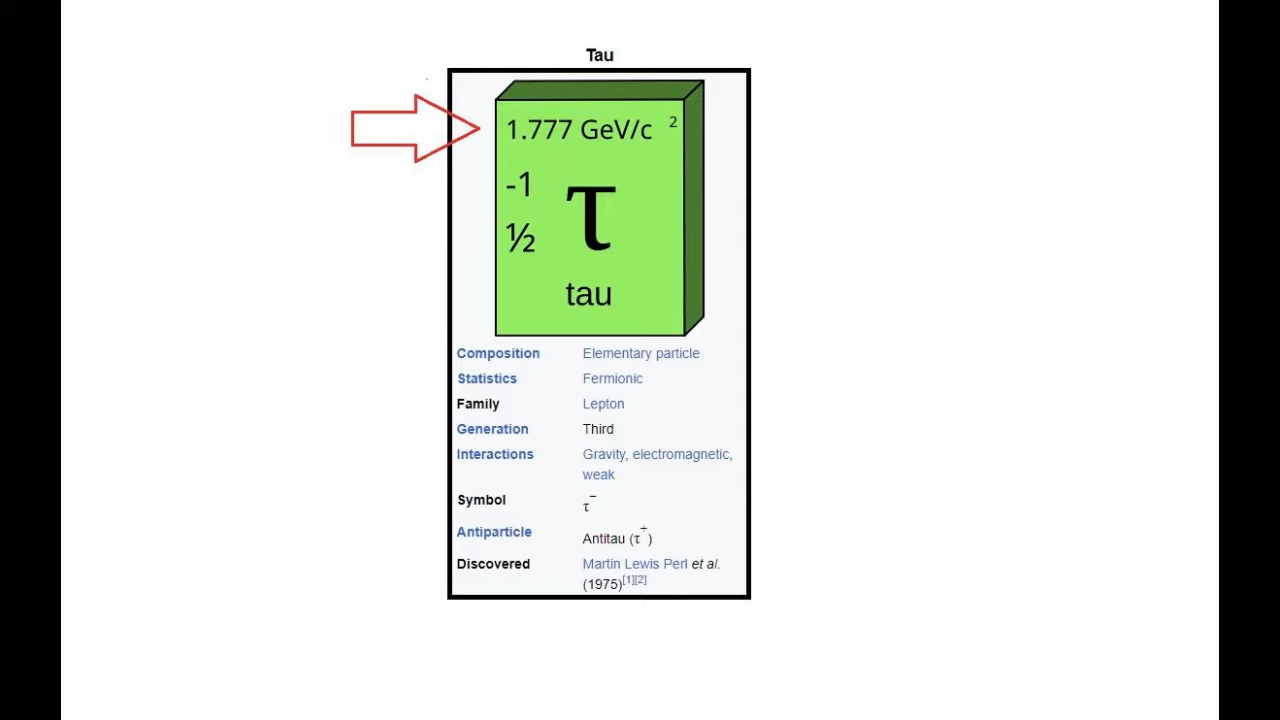 Tau
1.777 GeV/c 2
-1
½
τ
tau
Composition Elementary particle
Statistics Fermionic
Family Lepton
Generation Third
Interactions Gravity, electromagnetic,
weak
Symbol τ−
Antiparticle Antitau (τ+)
Discovered Martin Lewis Perl et al.
(1975)[1][2]